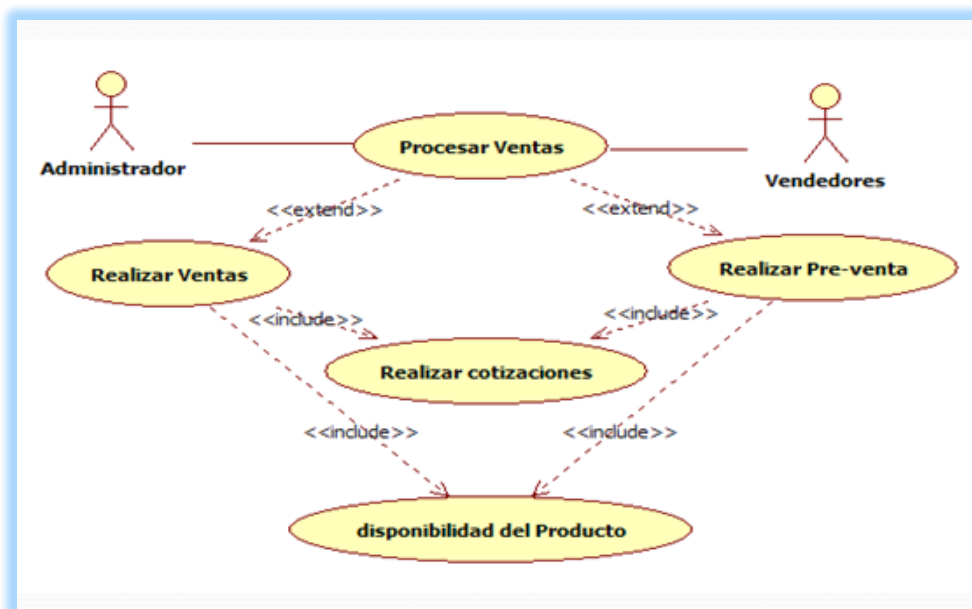 Administrador
Procesar Ventas
Vendedores
<<extend>>
<<extend>>
Realizar Ventas
Realizar Pre-venta
<<include>>
<<include>>
Realizar cotizaciones
<<include>>
<<include>>
disponibilidad del Producto